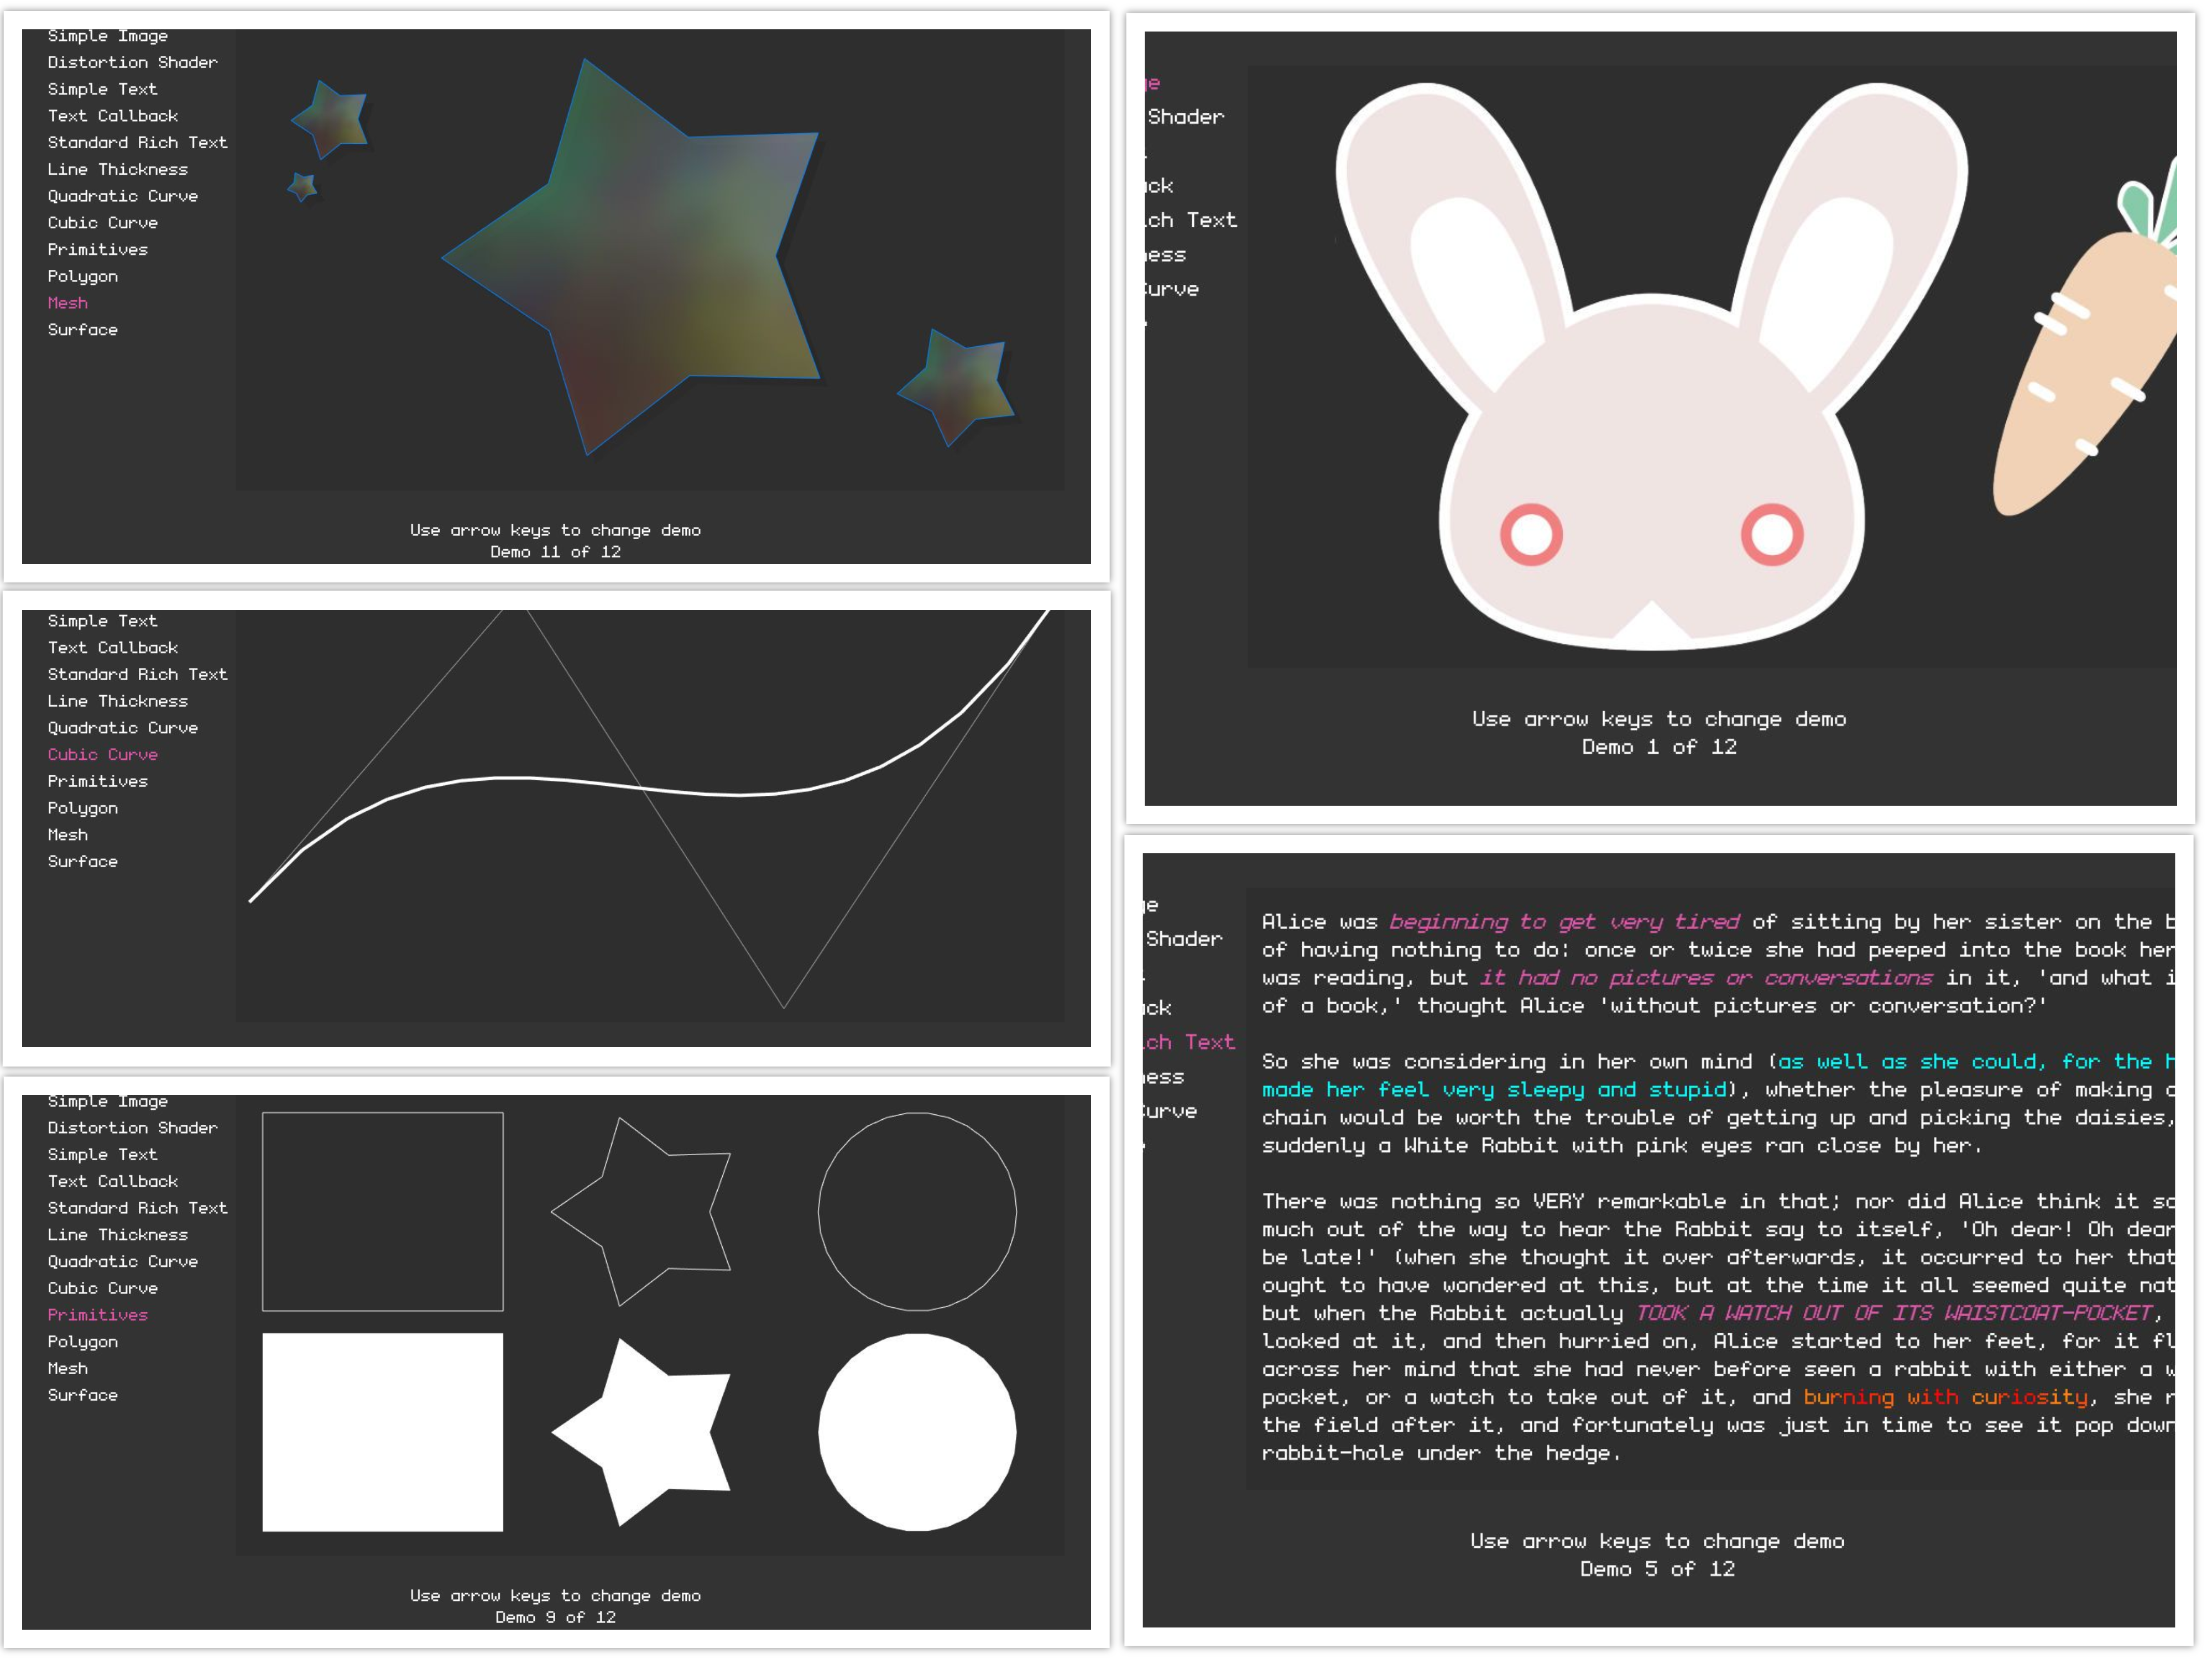 Simple Image
Distortion Shader
Simple Text
Text Callback
Standard Rich Text
Line Thickness
Quadratic Curve
Cubic Curve
Primitives
Polygon
Mesh
Surface
Use arrow keys to change demo
Demo 11 of 12
Simple Text
Text Callback
Standard Rich Text
Line Thickness
Quadratic Curve
Cubic Curve
Primitives
Polygon
Mesh
Surface
Simple Image
Distortion Shader
Simple Text
Text Callback
Standard Rich Text
Line Thickness
Quadratic Curve
Cubic Curve
Primitives
Polygon
Mesh
Surface
Use arrow keys to change demo
Demo 9 of 12
Shader
Text
Use arrow keys to change demo
Demo 1 of 12
Shader
Text
Alice was beginning to get very tired of sitting by her sister on the
of having nothing to do: once or twice she had peeped into the book her
was reading, but it had no pictures or conversations in it, 'and what
of a book,' thought Alice 'without pictures or conversation?'
So she was considering in her own mind (as well as she could, for the
made her feel very sleepy and stupid), whether the pleasure of making
chain would be worth the trouble of getting up and picking the daisies,
suddenly a White Rabbit with pink eyes ran close by her.
There was nothing so VERY remarkable in that; nor did Alice think it
much out of the way to hear the Rabbit say to itself, 'Oh dear! Oh dear
be late!' (when she thought it over afterwards, it occurred to her that
ought to have wondered at this, but at the time it all seemed quite
but when the Rabbit actually TOOK A WATCH OUT OF ITS WAISTCOAT-POCKET,
looked at it, and then hurried on, Alice started to her feet, for it
across her mind that she had never before seen a rabbit with either a
pocket, or a watch to take out of it, and burning with curiosity, she
the field after it, and fortunately was just in time to see it pop down
rabbit-hole under the hedge.
Use arrow keys to change demo
Demo 5 of 12